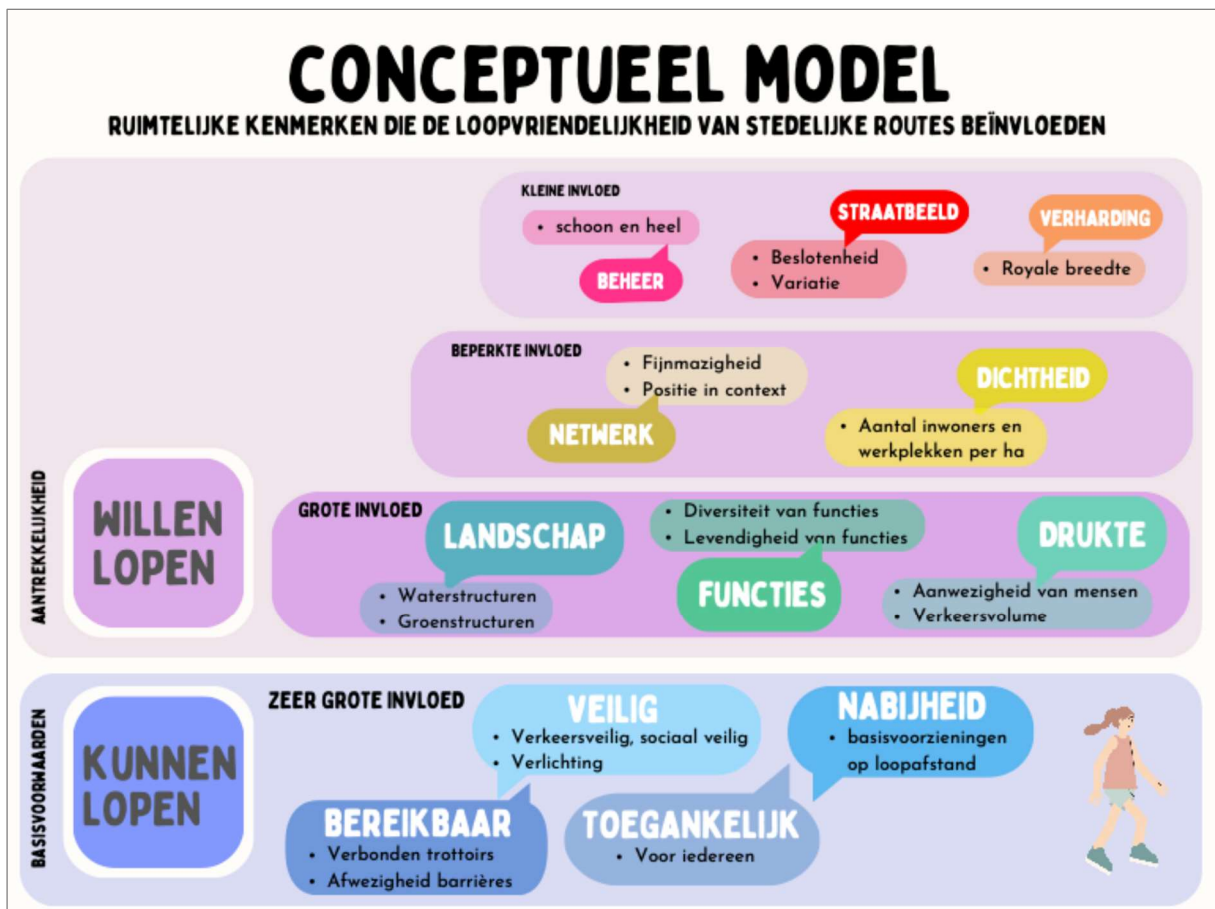 CONCEPTUEEL MODEL
RUIMTELIJKE KENMERKEN DIE DE LOOPVRIENDELIJKHEID VAN STEDELIJKE ROUTES BEÏNVLOEDEN
KLEINE INVLOED
• schoon en heel
BEHEER
STRAATBEELD
• Beslotenheid
• Variatie
VERHARDING
• Royale breedte
BEPERKTE INVLOED
• Fijnmazigheid
• Positie in context
NETWERK
DICHTHEID
• Aantal inwoners en
werkplekken per ha
AANTREKKELIJKHEID
WILLEN
LOPEN
GROTE INVLOED
LANDSCHAP
• Waterstructuren
• Groenstructuren
• Diversiteit van functies
• Levendigheid van functies
FUNCTIES
DRUKTE
• Aanwezigheid van mensen
• Verkeersvolume
BASISVOORWAARDEN
KUNNEN
LOPEN
ZEER GROTE INVLOED
VEILIG
• Verkeersveilig, sociaal veilig
• Verlichting
NABIJHEID
• basisvoorzieningen
op loopafstand
BEREIKBAAR
• Verbonden trottoirs
• Afwezigheid barrières
TOEGANKELIJK
• Voor iedereen